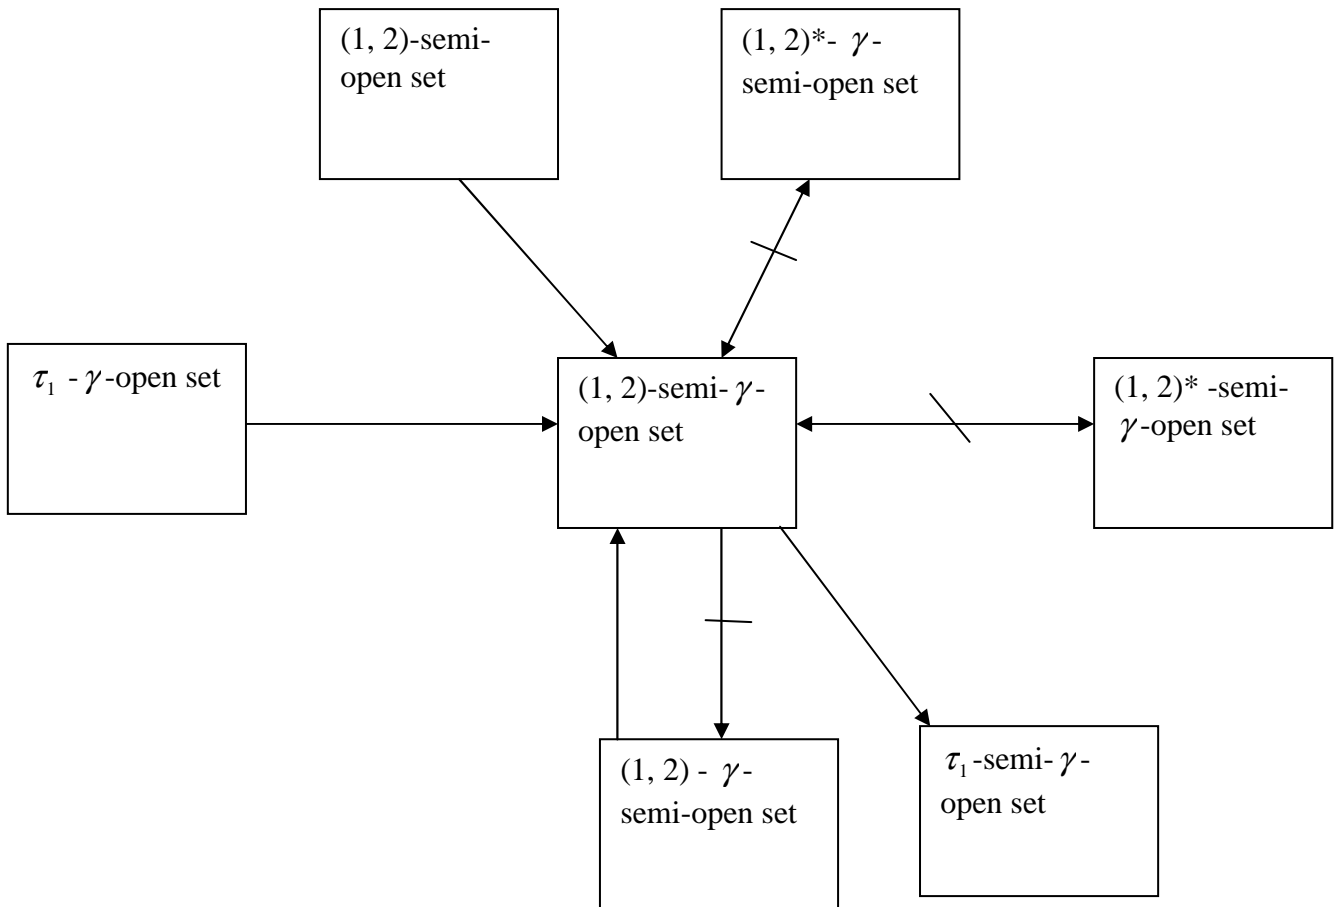 (1, 2)-semi-
open set
(1, 2)*- γ -
semi-open set
τ₁ - γ -open set
(1, 2)-semi- γ -
open set
(1, 2)* -semi-
γ -open set
(1, 2) - γ -
semi-open set
τ₁ -semi- γ -
open set